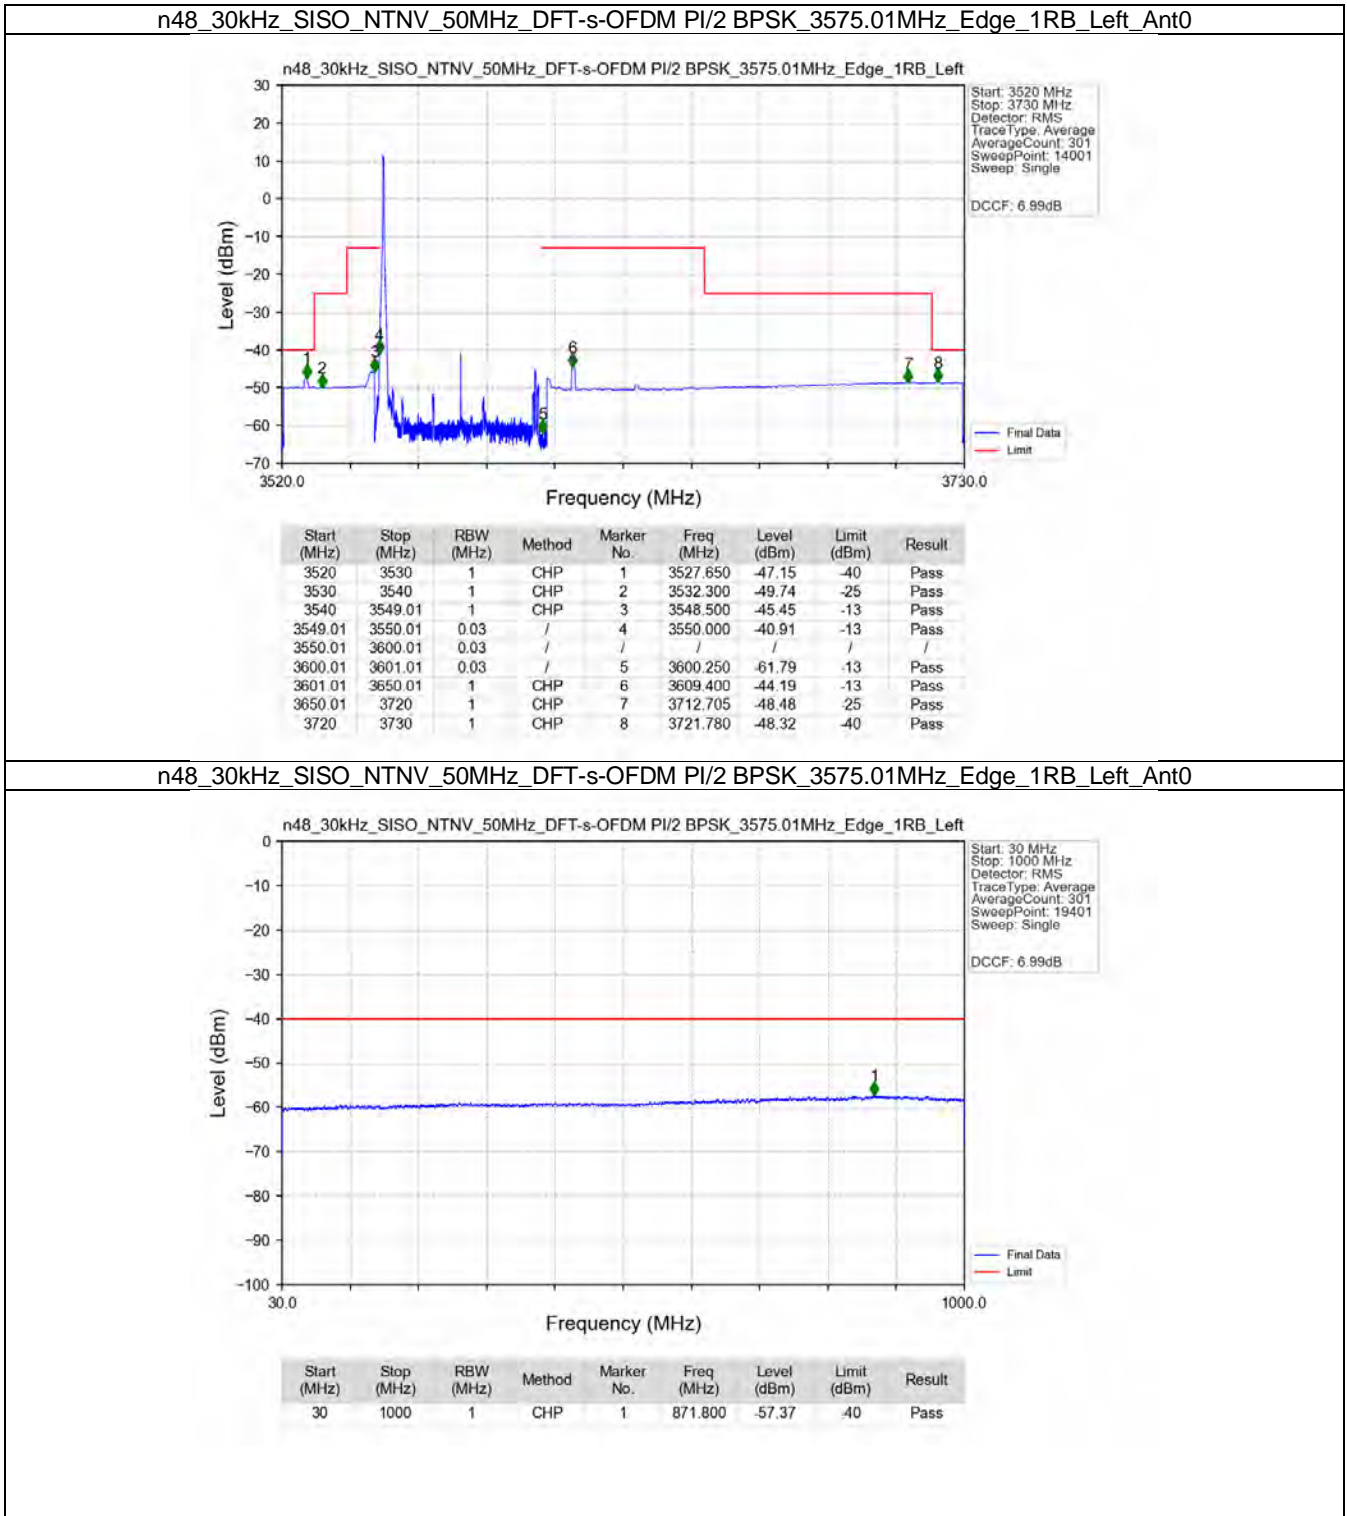 n48_30kHz_SISO_NTNV_50MHz_DFT-s-OFDM PI/2 BPSK_3575.01MHz_Edge_1RB_Left_Ant0
n48_30kHz_SISO_NTNV_50MHz_DFT-s-OFDM PI/2 BPSK_3575.01MHz_Edge_1RB_Left
Start: 3520 MHz
Stop: 3730 MHz
Detector: RMS
TraceType: Average
AverageCount: 301
SweepPoint: 14001
Sweep: Single
DCCF: 6.99dB
Level (dBm)
30
20
10
0
−10
−20
−30
−40
−50
−60
−70
1
2
3
4
5
6
7
8
Final Data
Limit
3520.0
3730.0
Frequency (MHz)
Start (MHz) Stop (MHz) RBW (MHz) Method Marker No. Freq (MHz) Level (dBm) Limit (dBm) Result
3520 3530 1 CHP 1 3527.650 -47.15 -40 Pass
3530 3540 1 CHP 2 3532.300 -49.74 -25 Pass
3540 3549.01 1 CHP 3 3548.500 -45.45 -13 Pass
3549.01 3550.01 0.03 / 4 3550.000 -40.91 -13 Pass
3550.01 3600.01 0.03 / / / / / /
3600.01 3601.01 0.03 / 5 3600.250 -61.79 -13 Pass
3601.01 3650.01 1 CHP 6 3609.400 -44.19 -13 Pass
3650.01 3720 1 CHP 7 3712.705 -48.48 -25 Pass
3720 3730 1 CHP 8 3721.780 -48.32 -40 Pass
n48_30kHz_SISO_NTNV_50MHz_DFT-s-OFDM PI/2 BPSK_3575.01MHz_Edge_1RB_Left_Ant0
n48_30kHz_SISO_NTNV_50MHz_DFT-s-OFDM PI/2 BPSK_3575.01MHz_Edge_1RB_Left
Start: 30 MHz
Stop: 1000 MHz
Detector: RMS
TraceType: Average
AverageCount: 301
SweepPoint: 19401
Sweep: Single
DCCF: 6.99dB
Level (dBm)
0
−10
−20
−30
−40
−50
−60
−70
−80
−90
−100
1
Final Data
Limit
30.0
1000.0
Frequency (MHz)
Start (MHz) Stop (MHz) RBW (MHz) Method Marker No. Freq (MHz) Level (dBm) Limit (dBm) Result
30 1000 1 CHP 1 871.800 -57.37 -40 Pass